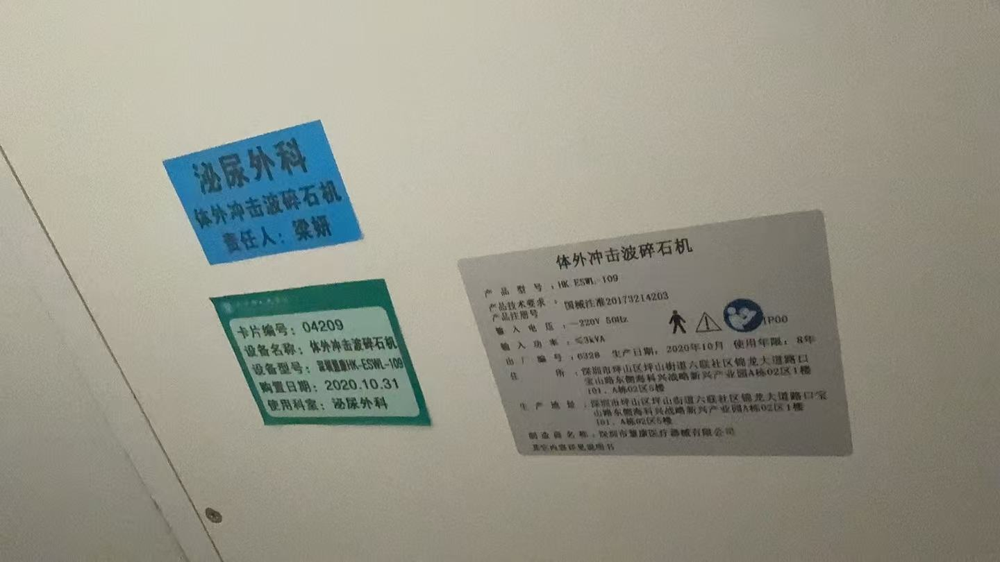 泌尿外科
体外冲击波碎石机
责任人：梁妍
卡片编号：04209
设备名称：体外冲击波碎石机
设备型号：深圳慧康HK-ESWL-109
购置日期：2020.10.31
使用科室：泌尿外科
体外冲击波碎石机
产品型号：HK ESWL-109
产品技术要求：国械注准20173214203
产品注册号
输入电压：~220V 50Hz
IP00
输入功率：≤3kVA
出厂编号：0328 生产日期：2020年10月 使用年限：8年
住所：深圳市坪山区坪山街道六联社区锦龙大道路口
宝山路东侧海科兴战略新兴产业园A栋02区1楼
101、A栋02区5楼
生产地址：深圳市坪山区坪山街道六联社区锦龙大道路口宝
山路东侧海科兴战略新兴产业园A栋02区1楼
101、A栋02区5楼
制造商名称：深圳市慧康医疗器械有限公司
其它内容详见说明书